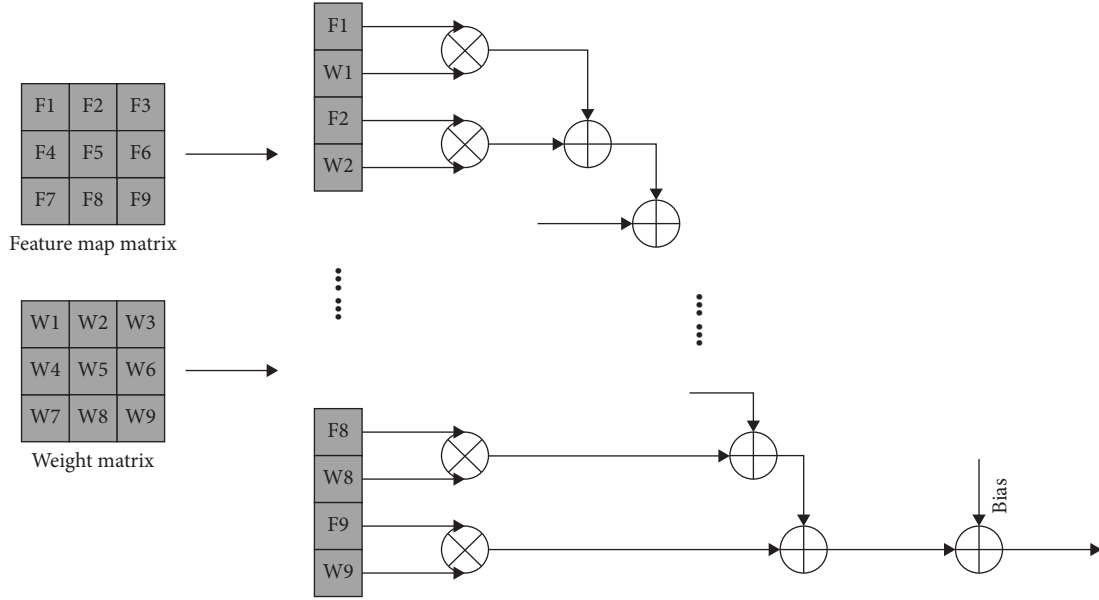 F1 F2 F3
F4 F5 F6
F7 F8 F9
Feature map matrix
W1 W2 W3
W4 W5 W6
W7 W8 W9
Weight matrix
F1
W1
F2
W2
F8
W8
F9
W9
Bias